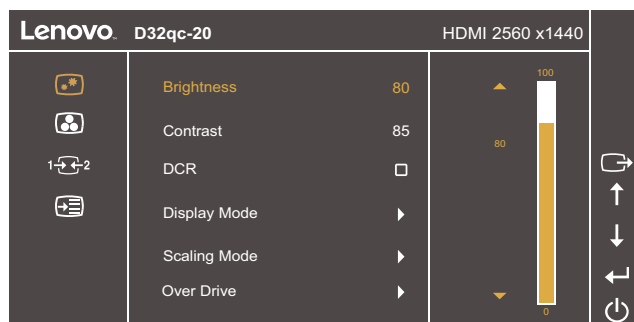 Lenovo. D32qc-20 HDMI 2560 x1440
100
Brightness 80
Contrast 85
80
1 2 DCR
Display Mode
Scaling Mode
Over Drive
0